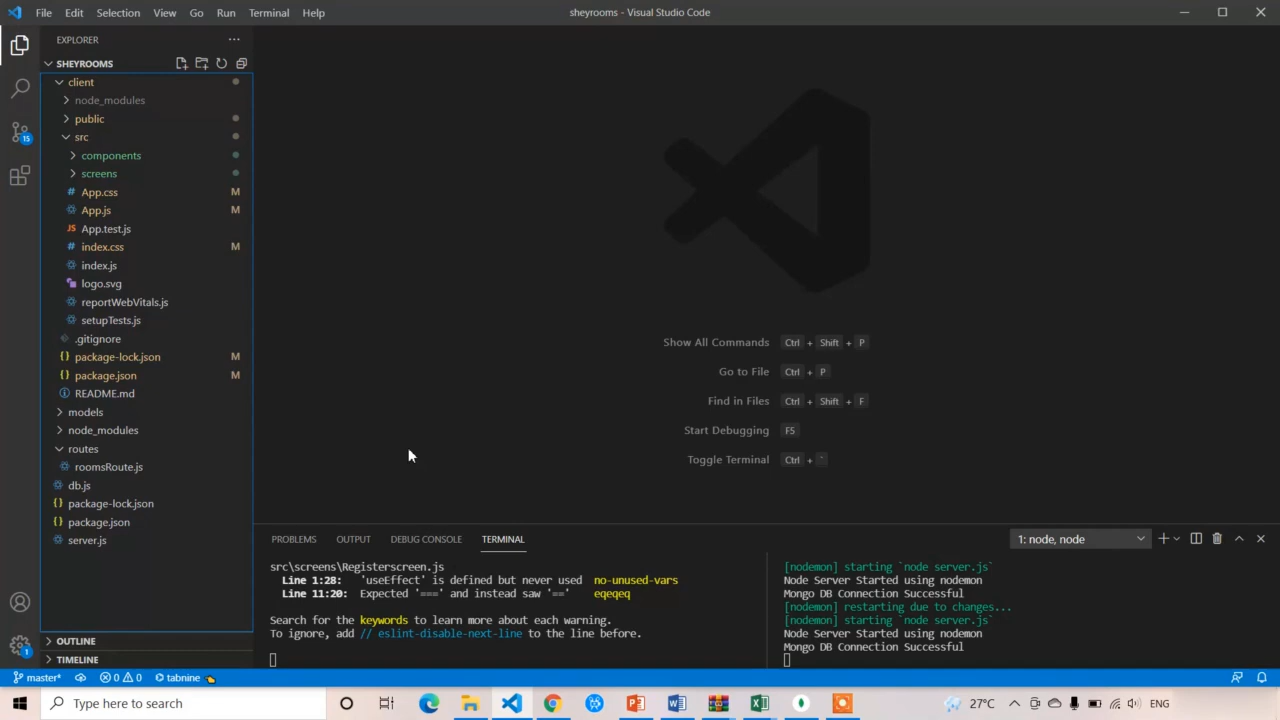 File Edit Selection View Go Run Terminal Help
sheyrooms - Visual Studio Code
EXPLORER
SHEYROOMS
client
node_modules
public
src
components
screens
# App.css M
App.js M
JS App.test.js
# index.css M
index.js
logo.svg
reportWebVitals.js
setupTests.js
.gitignore
{} package-lock.json M
{} package.json M
README.md
models
node_modules
routes
roomsRoute.js
db.js
{} package-lock.json
{} package.json
server.js
OUTLINE
TIMELINE
15
1
Show All Commands Ctrl + Shift + P
Go to File Ctrl + P
Find in Files Ctrl + Shift + F
Start Debugging F5
Toggle Terminal Ctrl + `
PROBLEMS OUTPUT DEBUG CONSOLE TERMINAL
1: node, node
src\screens\Registerscreen.js
Line 1:28: 'useEffect' is defined but never used no-unused-vars
Line 11:20: Expected '===' and instead saw '==' eqeqeq
Search for the keywords to learn more about each warning.
To ignore, add // eslint-disable-next-line to the line before.
[nodemon] starting `node server.js`
Node Server Started using nodemon
Mongo DB Connection Successful
[nodemon] restarting due to changes...
[nodemon] starting `node server.js`
Node Server Started using nodemon
Mongo DB Connection Successful
master* 0 0 tabnine
Type here to search
27°C ENG